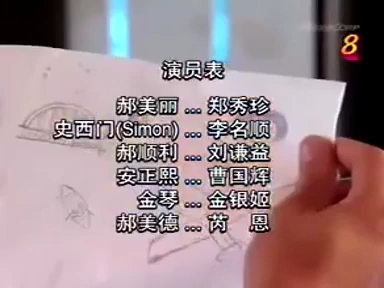 8
演员表
郝美丽 ... 郑秀珍
史西门(Simon) ... 李名顺
郝顺利 ... 刘谦益
安正熙 ... 曹国辉
金琴 ... 金银姬
郝美德 ... 芮恩